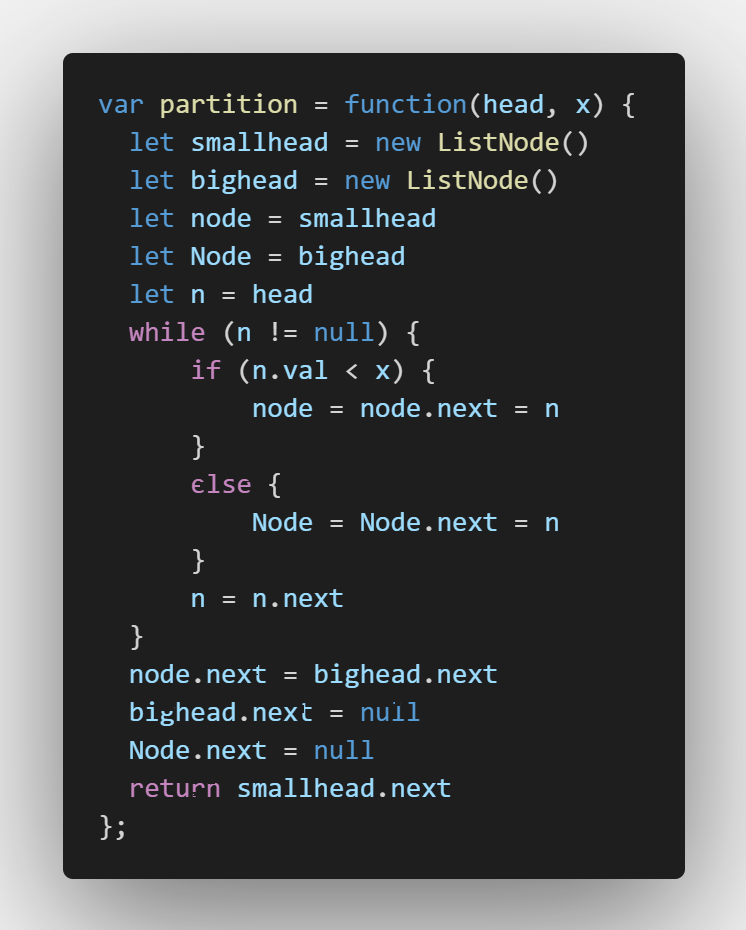 var partition = function(head, x) {
  let smallhead = new ListNode()
  let bighead = new ListNode()
  let node = smallhead
  let Node = bighead
  let n = head
  while (n != null) {
      if (n.val < x) {
          node = node.next = n
      }
      else {
          Node = Node.next = n
      }
      n = n.next
  }
  node.next = bighead.next
  bighead.next = null
  Node.next = null
  return smallhead.next
};